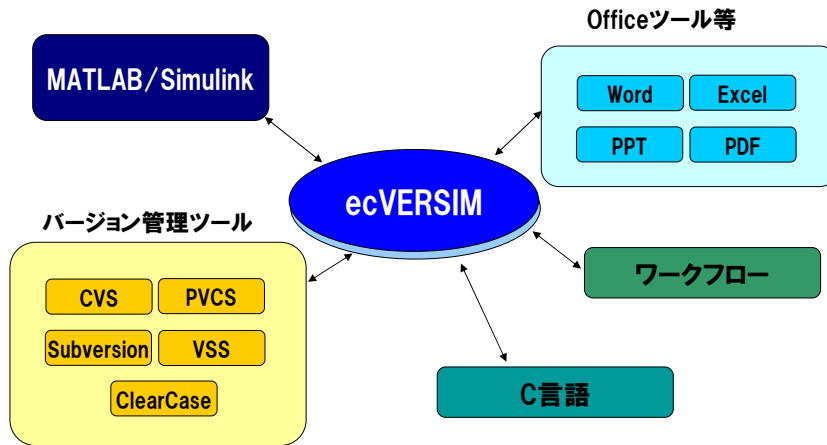 Officeツール等
MATLAB/Simulink
Word
Excel
PPT
PDF
ecVERSIM
バージョン管理ツール
CVS
PVCS
Subversion
VSS
ClearCase
ワークフロー
C言語